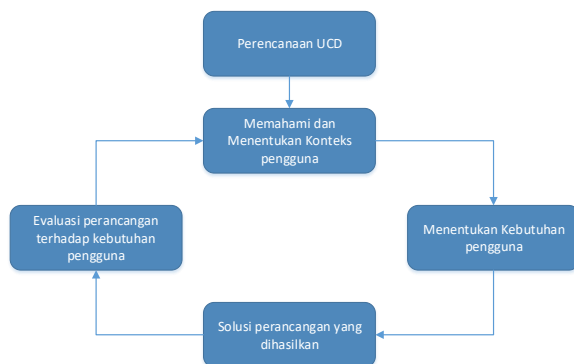 Perencanaan UCD
Memahami dan
Menentukan Konteks
pengguna
Evaluasi perancangan
terhadap kebutuhan
pengguna
Menentukan Kebutuhan
pengguna
Solusi perancangan yang
dihasilkan